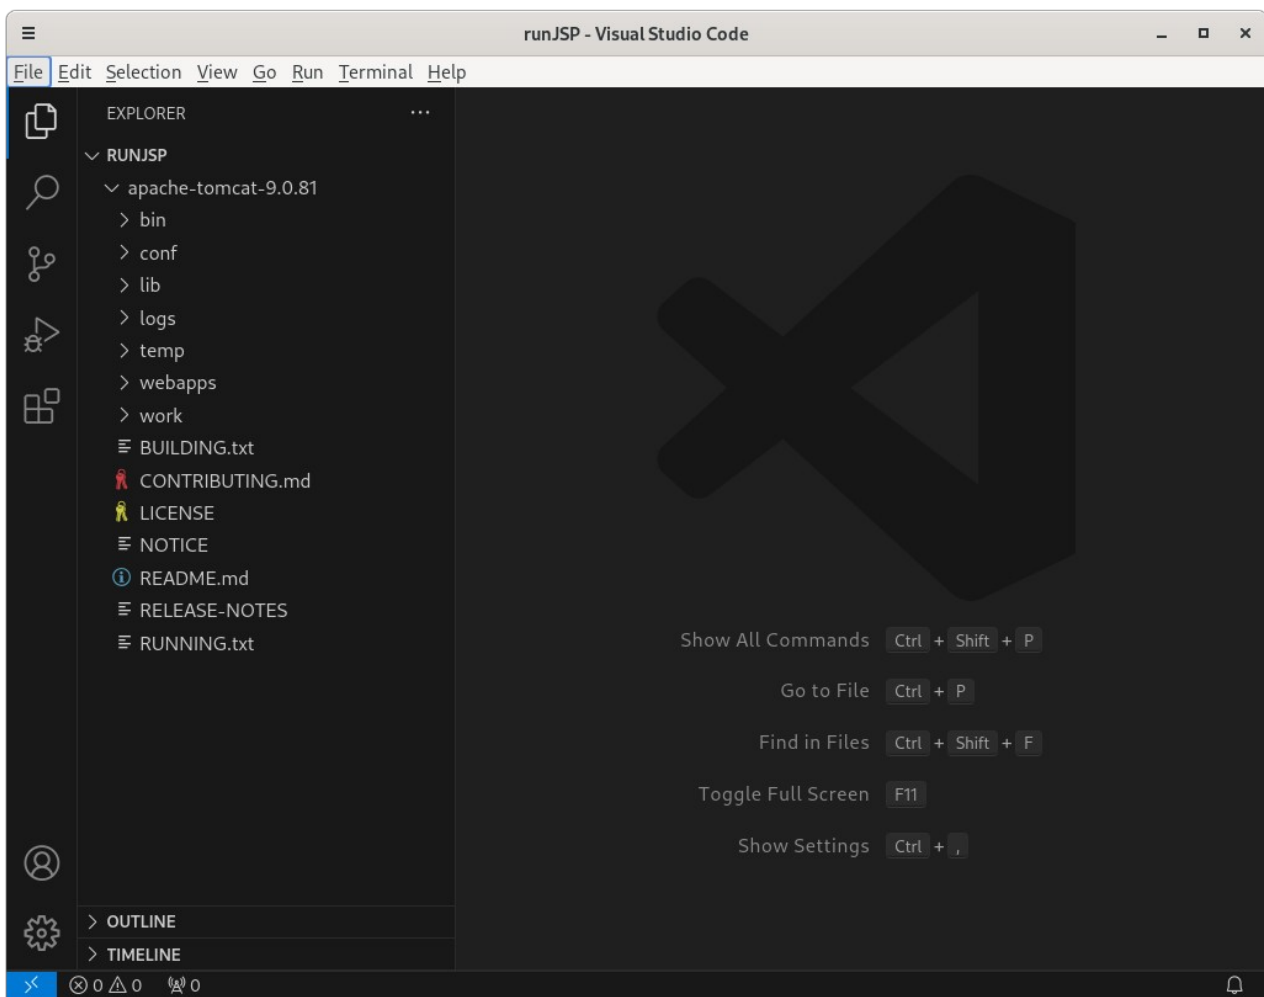 runJSP - Visual Studio Code
File Edit Selection View Go Run Terminal Help
EXPLORER
RUNJSP
apache-tomcat-9.0.81
bin
conf
lib
logs
temp
webapps
work
BUILDING.txt
CONTRIBUTING.md
LICENSE
NOTICE
README.md
RELEASE-NOTES
RUNNING.txt
OUTLINE
TIMELINE
Show All Commands Ctrl + Shift + P
Go to File Ctrl + P
Find in Files Ctrl + Shift + F
Toggle Full Screen F11
Show Settings Ctrl + ,
0 0 0